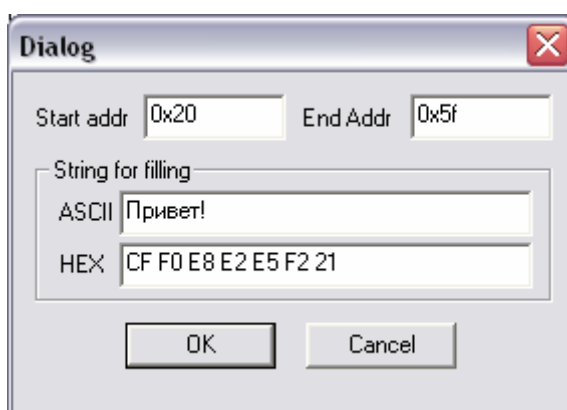 Dialog
Start addr 0x20 End Addr 0x5f
String for filling
ASCII Привет!
HEX CF F0 E8 E2 E5 F2 21
OK Cancel